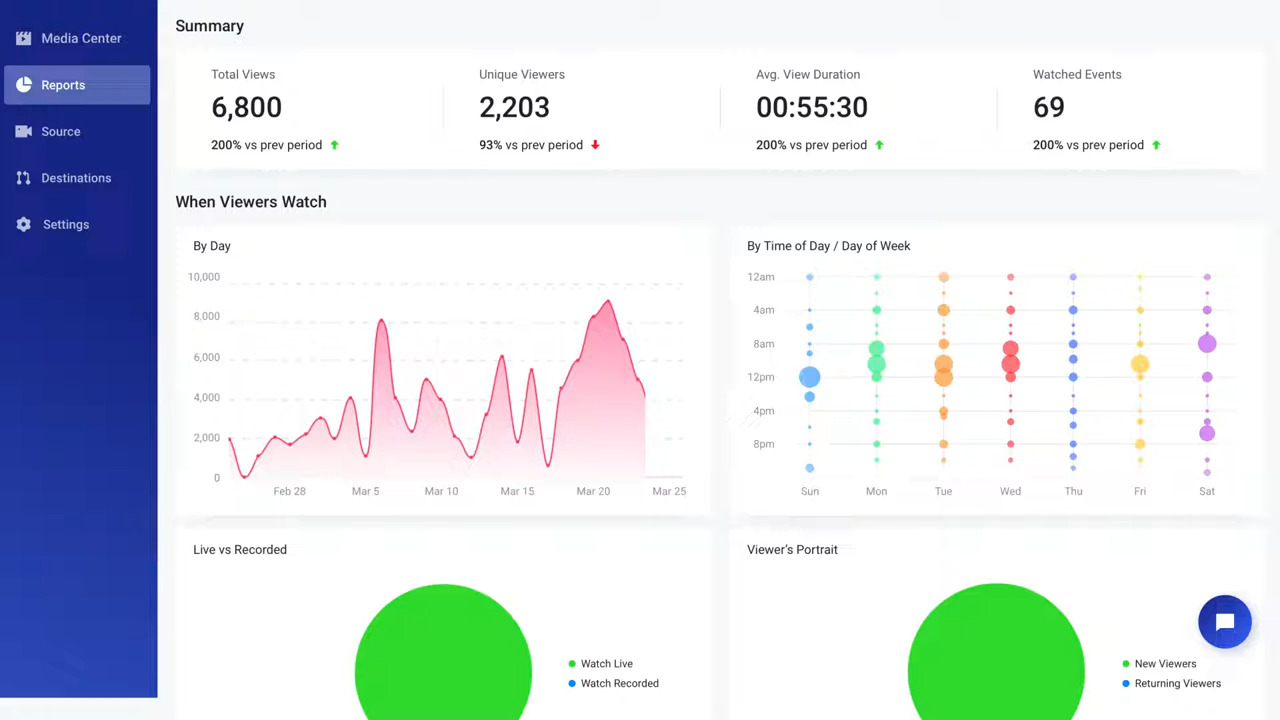 Media Center
Reports
Source
Destinations
Settings
Summary
Total Views
6,800
200% vs prev period
Unique Viewers
2,203
93% vs prev period
Avg. View Duration
00:55:30
200% vs prev period
Watched Events
69
200% vs prev period
When Viewers Watch
By Day
10,000
8,000
6,000
4,000
2,000
0
Feb 28 Mar 5 Mar 10 Mar 15 Mar 20 Mar 25
By Time of Day / Day of Week
12am
4am
8am
12pm
4pm
8pm
Sun Mon Tue Wed Thu Fri Sat
Live vs Recorded
Watch Live
Watch Recorded
Viewer’s Portrait
New Viewers
Returning Viewers